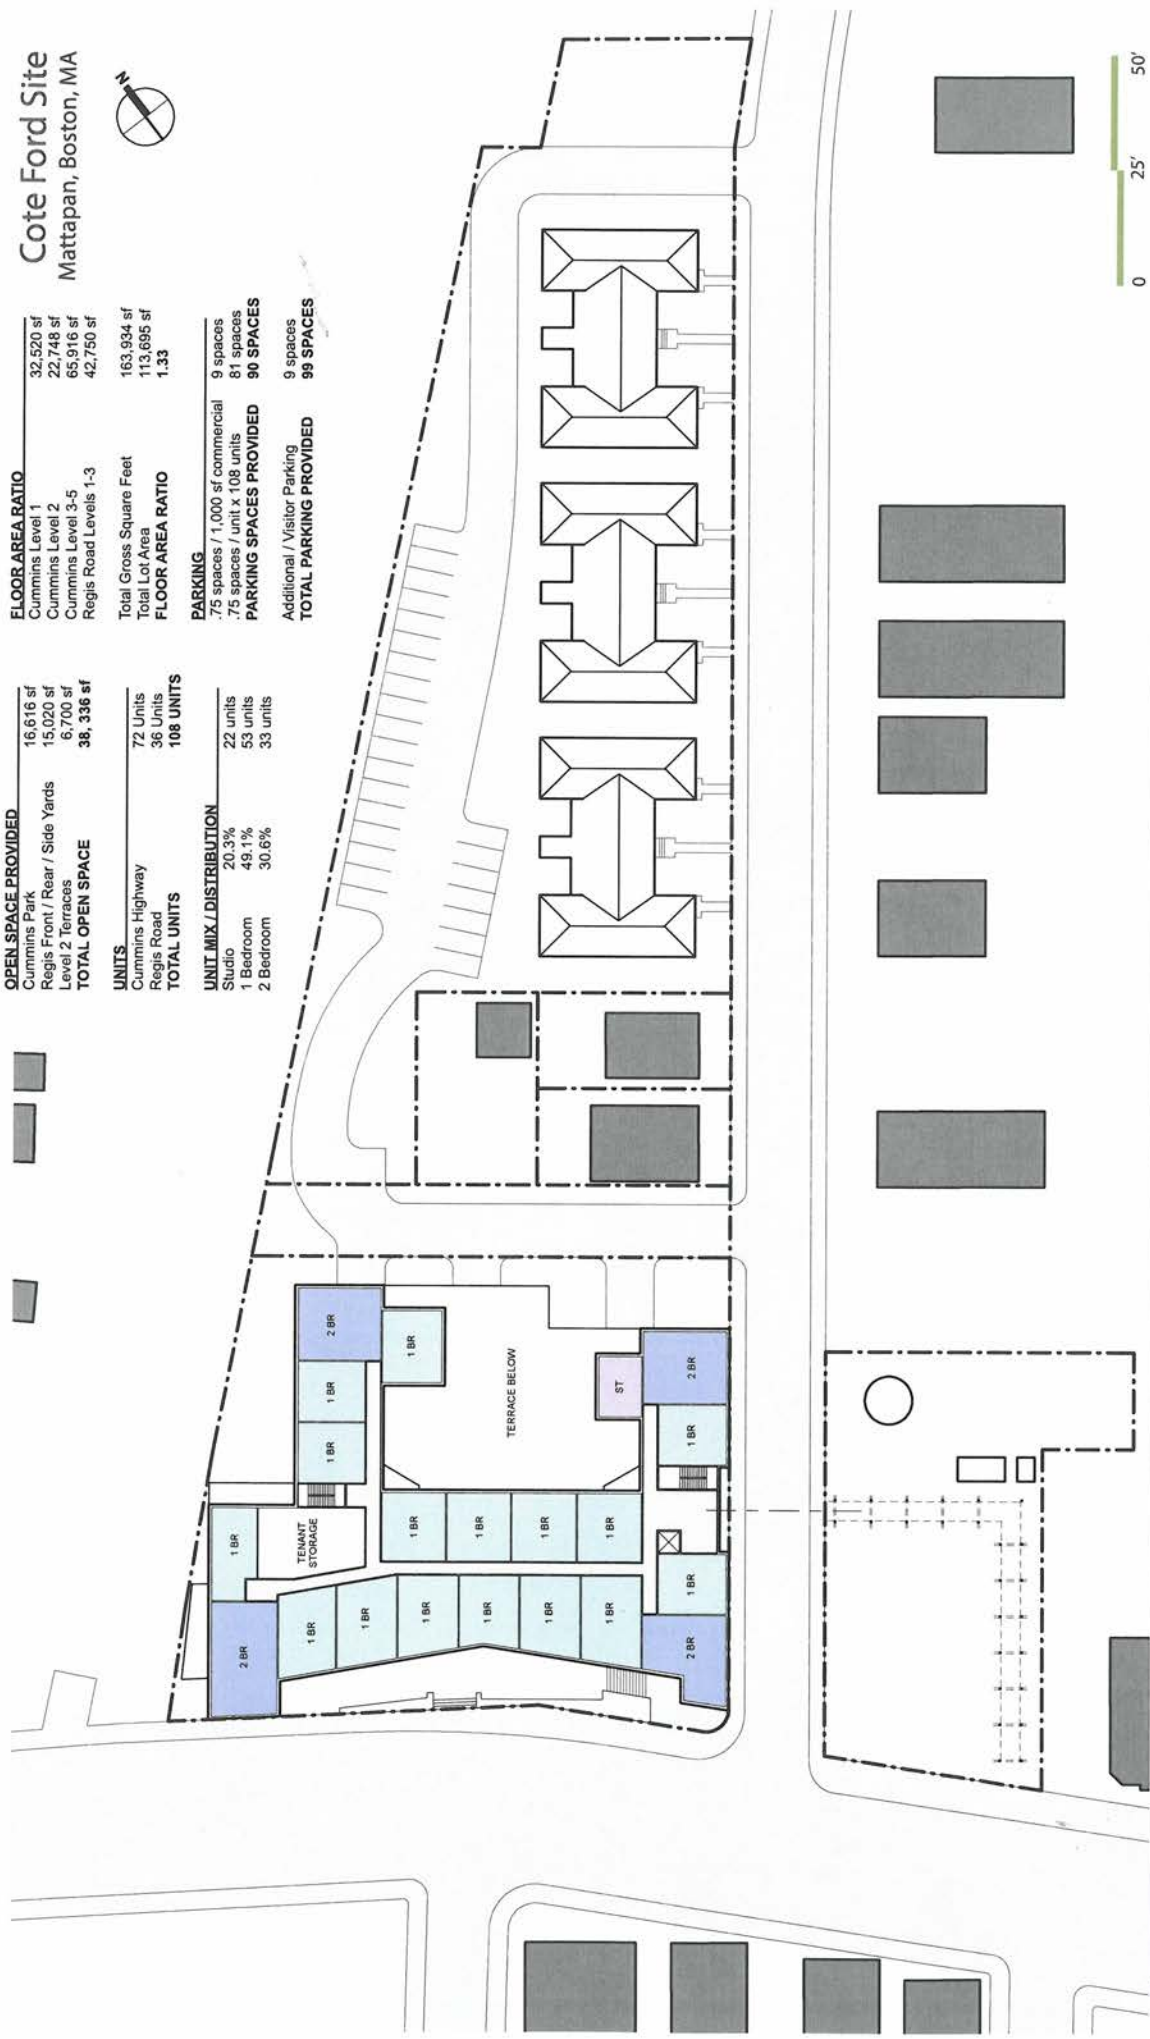 Cote Ford Site
Mattapan, Boston, MA
N
OPEN SPACE PROVIDED
Cummins Park 16,616 sf
Regis Front / Rear / Side Yards 15,020 sf
Level 2 Terraces 6,700 sf
TOTAL OPEN SPACE 38, 336 sf
UNITS
Cummins Highway 72 Units
Regis Road 36 Units
TOTAL UNITS 108 UNITS
UNIT MIX / DISTRIBUTION
Studio 20.3% 22 units
1 Bedroom 49.1% 53 units
2 Bedroom 30.6% 33 units
FLOOR AREA RATIO
Cummins Level 1 32,520 sf
Cummins Level 2 22,748 sf
Cummins Level 3-5 65,916 sf
Regis Road Levels 1-3 42,750 sf
Total Gross Square Feet 163,934 sf
Total Lot Area 113,695 sf
FLOOR AREA RATIO 1.33
PARKING
.75 spaces / 1,000 sf commercial 9 spaces
.75 spaces / unit x 108 units 81 spaces
PARKING SPACES PROVIDED 90 SPACES
Additional / Visitor Parking 9 spaces
TOTAL PARKING PROVIDED 99 SPACES
2 BR
1 BR
1 BR
TENANT
STORAGE
1 BR
1 BR
2 BR
1 BR
1 BR
1 BR
1 BR
1 BR
1 BR
TERRACE BELOW
1 BR
1 BR
1 BR
1 BR
ST
2 BR
1 BR
1 BR
2 BR
0 25' 50'